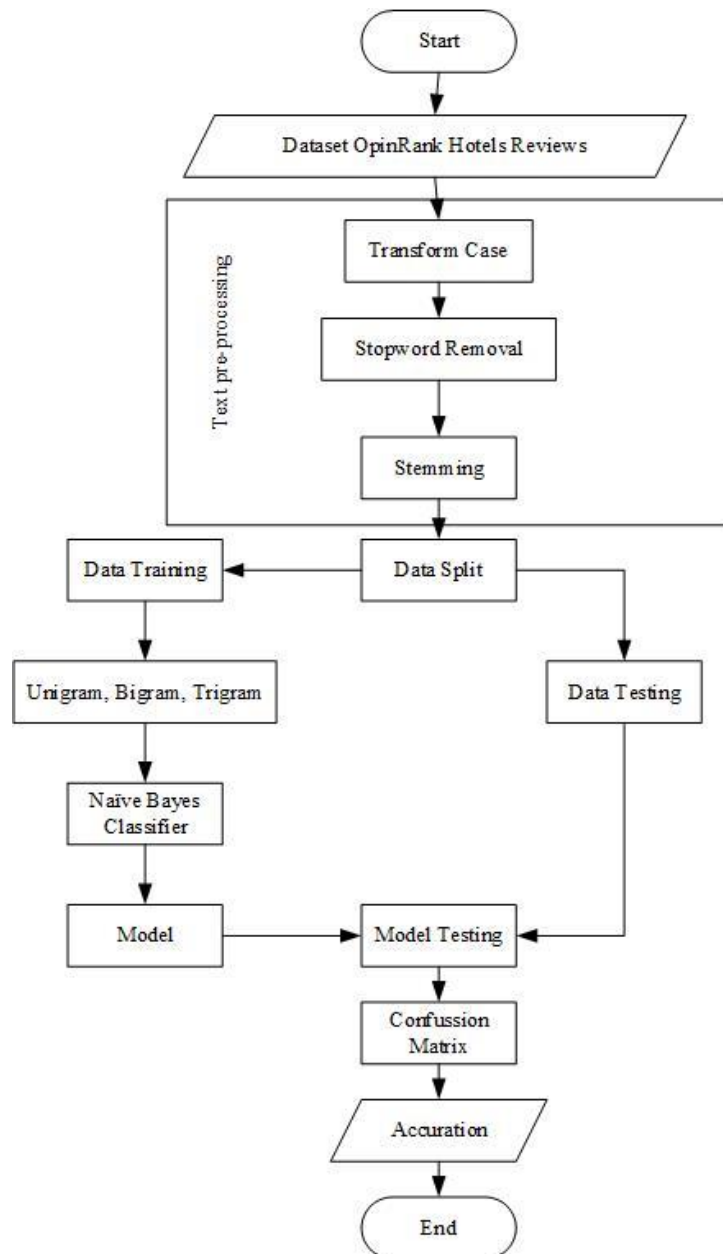 Start
Dataset OpinRank Hotels Reviews
Text pre-processing
Transform Case
Stopword Removal
Stemming
Data Training
Data Split
Unigram, Bigram, Trigram
Data Testing
Naïve Bayes
Classifier
Model
Model Testing
Confussion
Matrix
Accuration
End